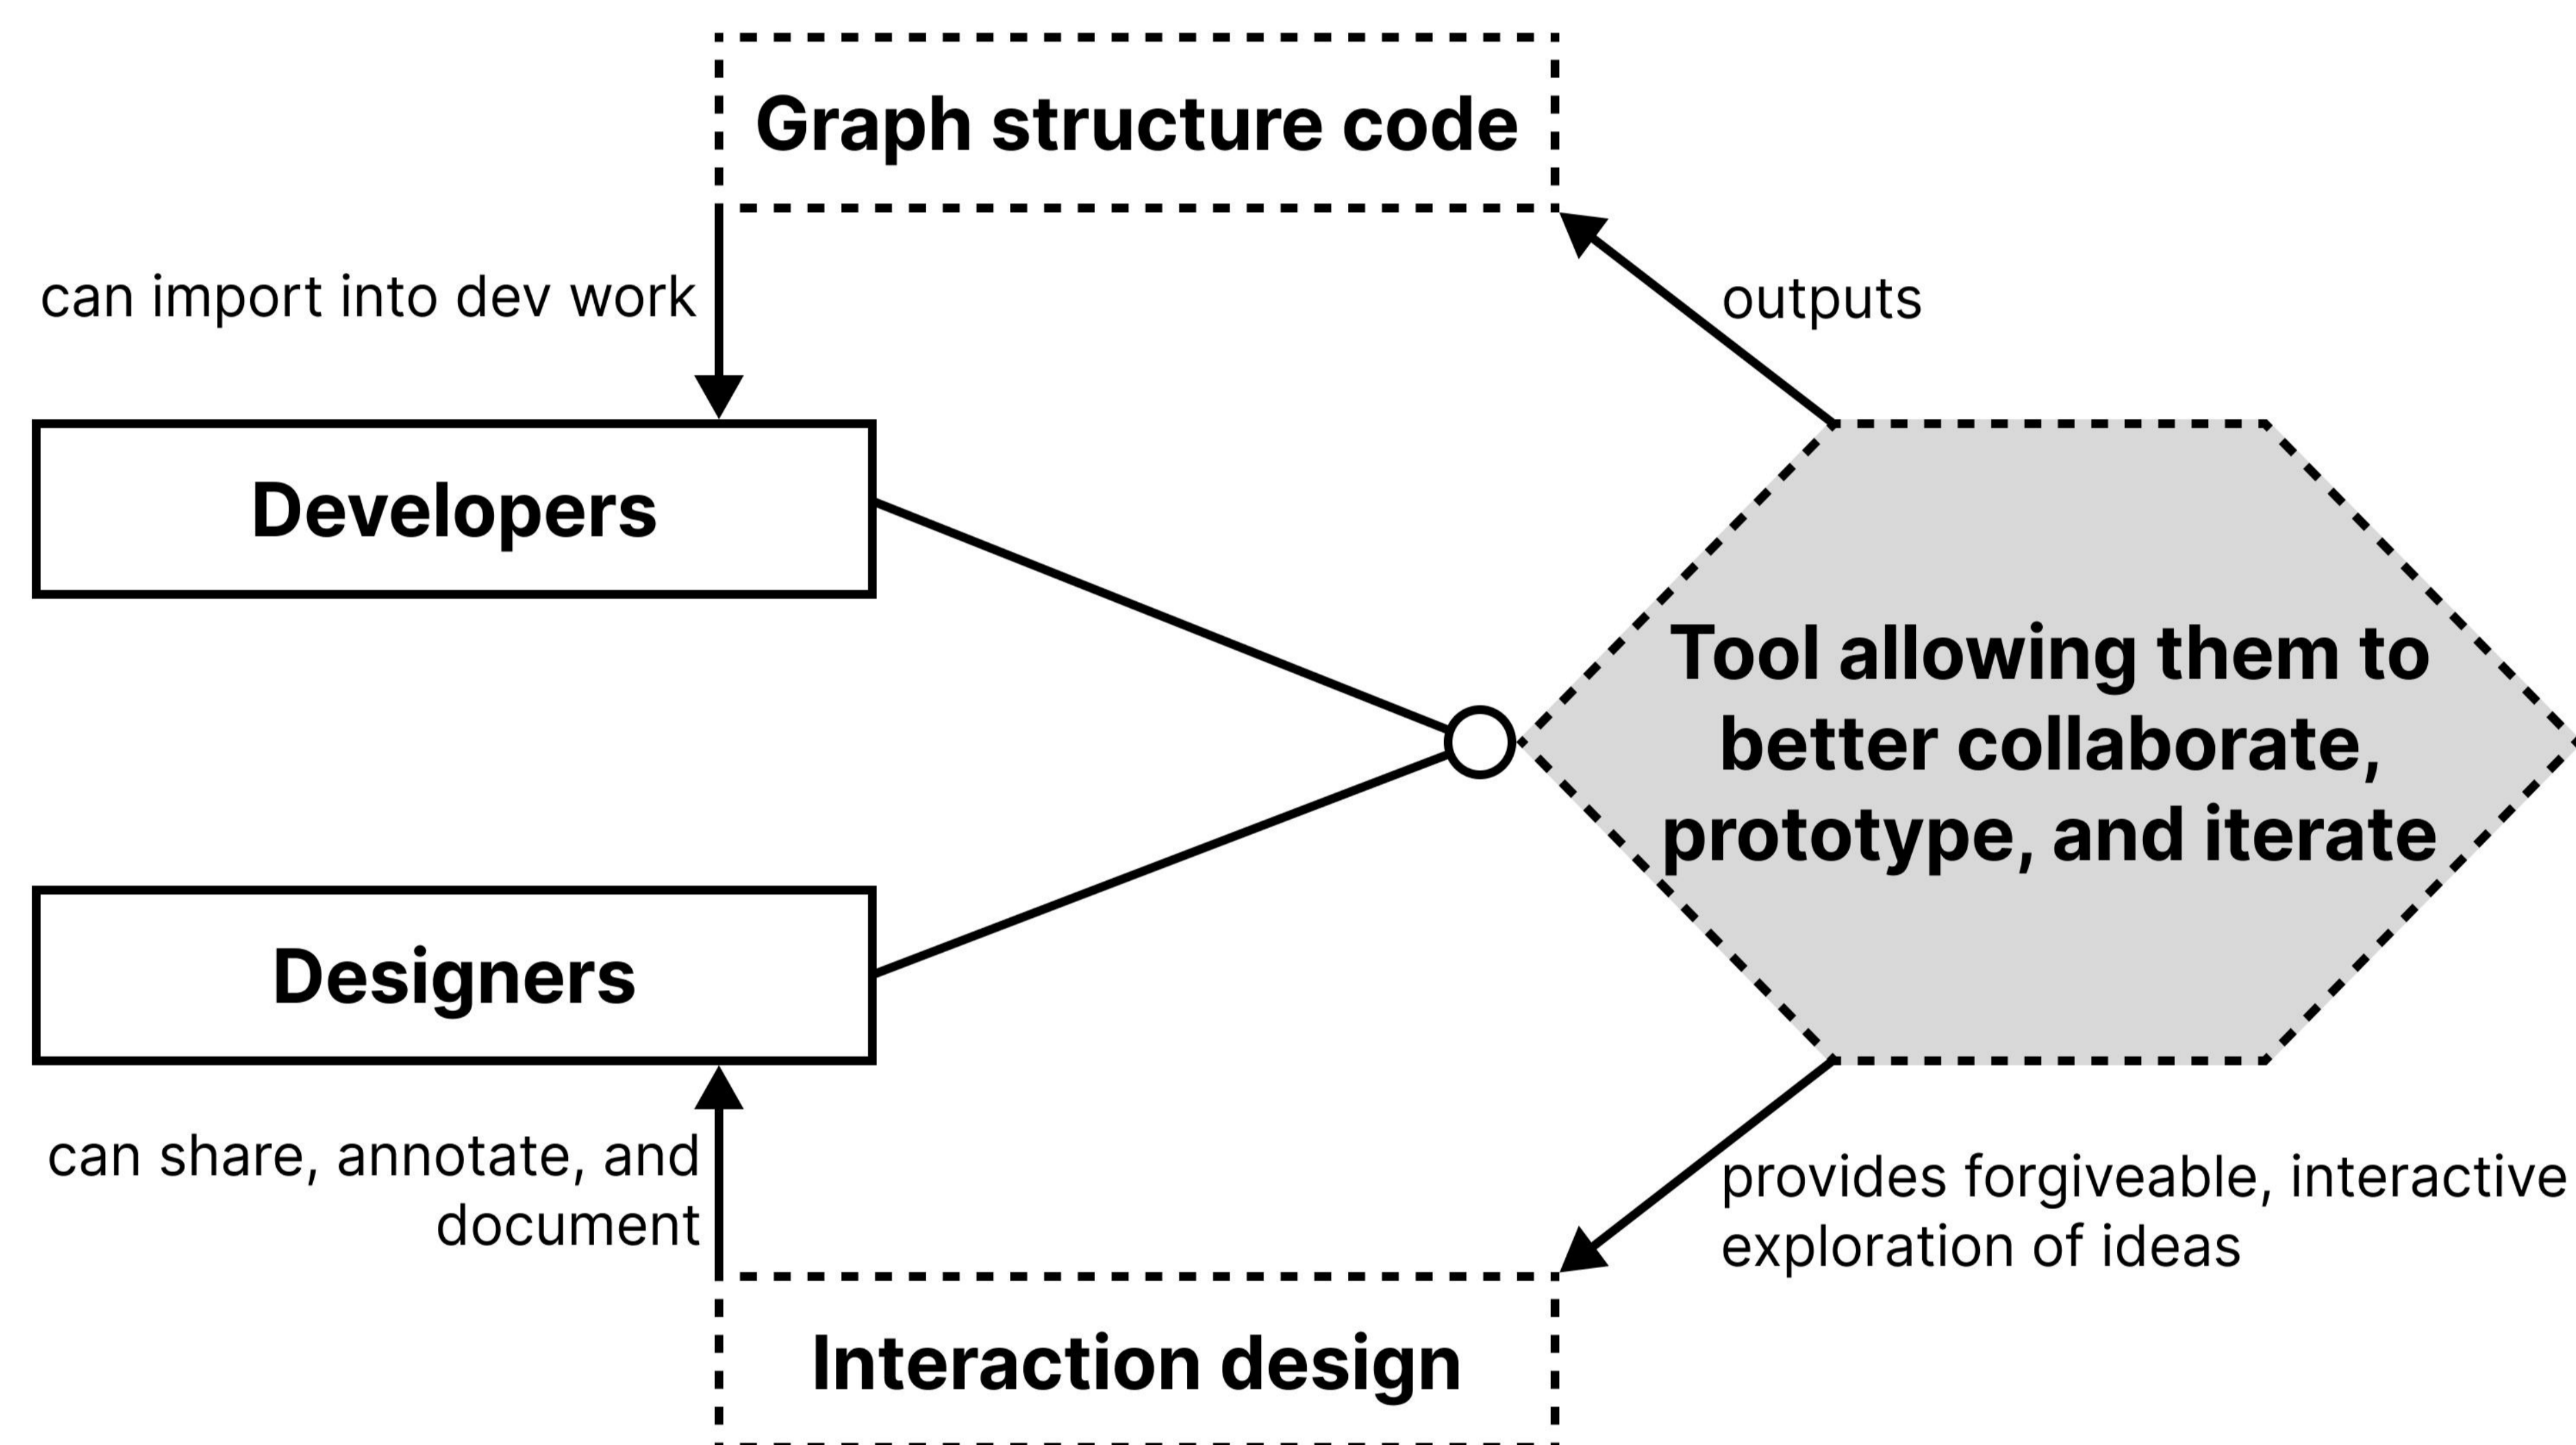 Graph structure code
can import into dev work
outputs
Developers
Tool allowing them to
better collaborate,
prototype, and iterate
Designers
can share, annotate, and
document
provides forgiveable, interactive
exploration of ideas
Interaction design